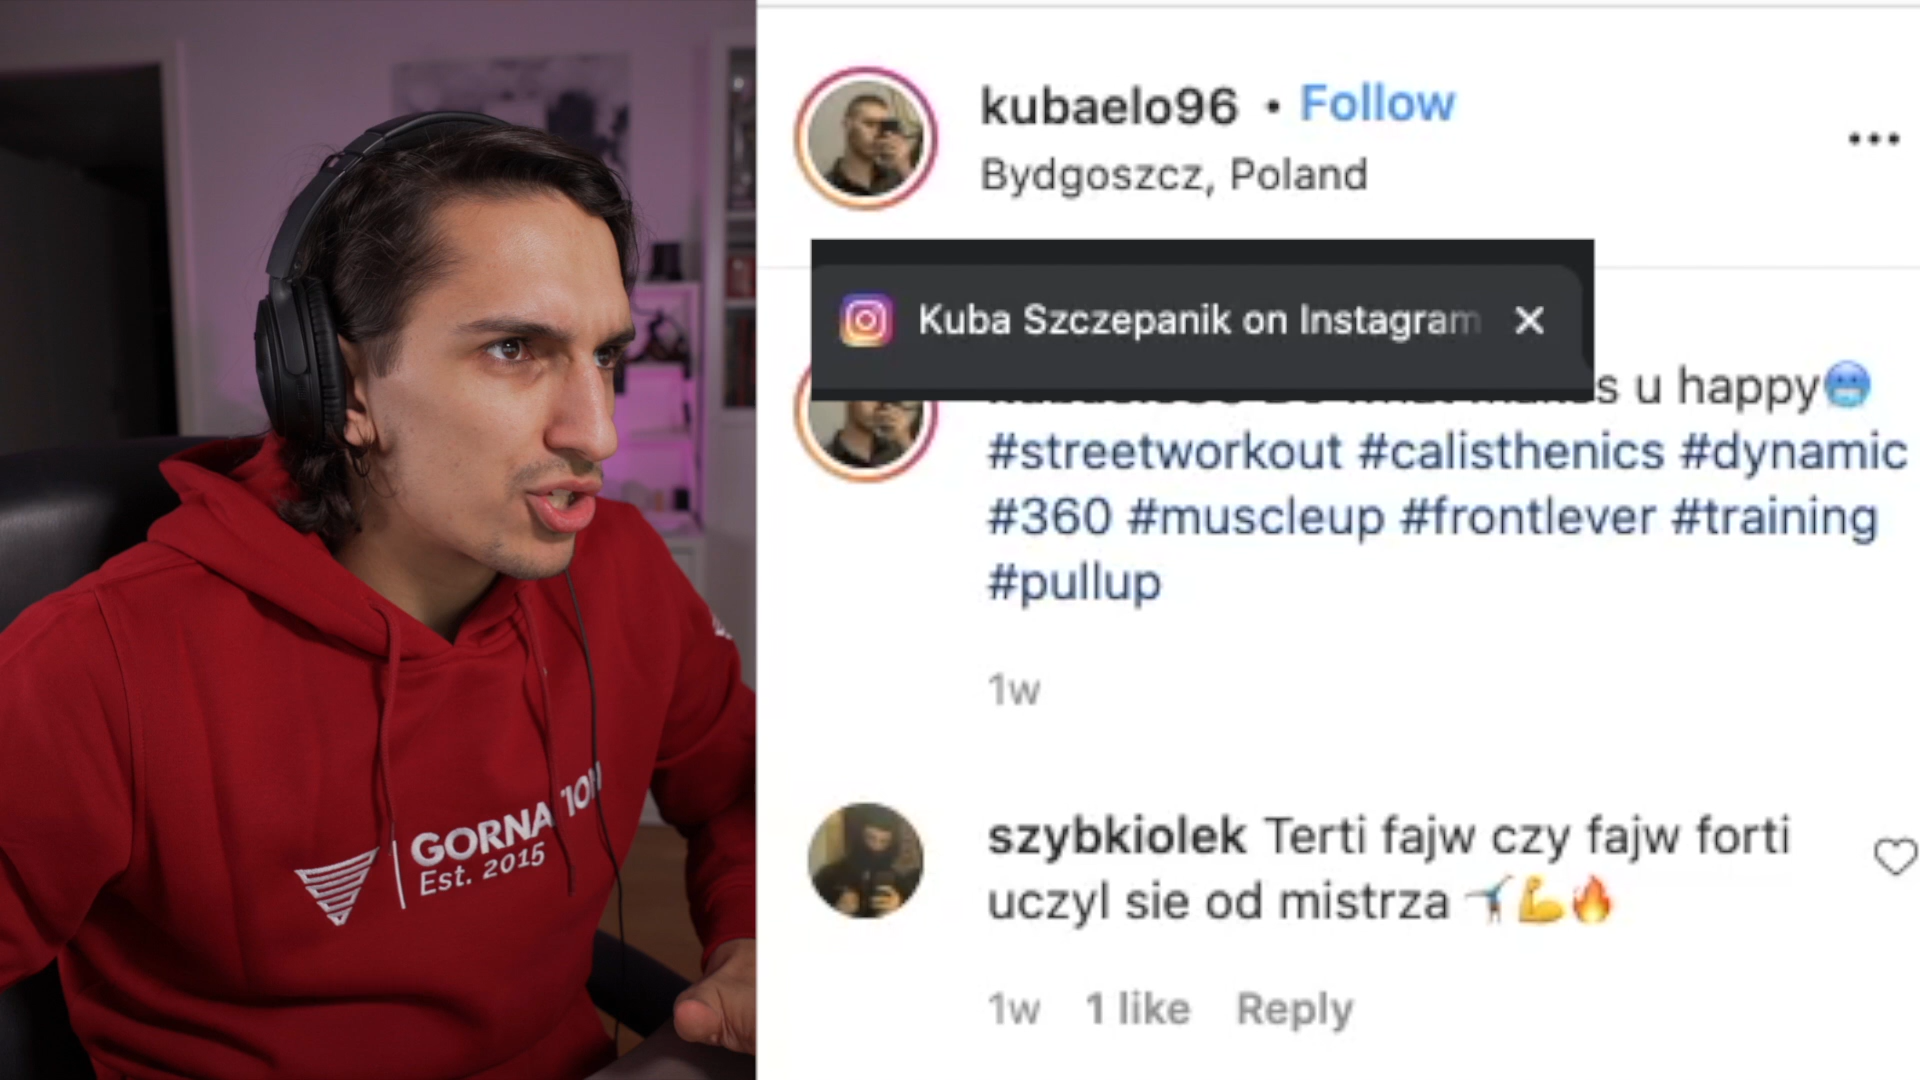 kubaelo96 • Follow
Bydgoszcz, Poland
Kuba Szczepanik on Instagram
s u happy🥶
#streetworkout #calisthenics #dynamic
#360 #muscleup #frontlever #training
#pullup
1w
szybkiolek Terti fajw czy fajw forti
uczyl sie od mistrza 🤸‍♂️💪🔥
1w 1 like Reply
GORNATION
Est. 2015